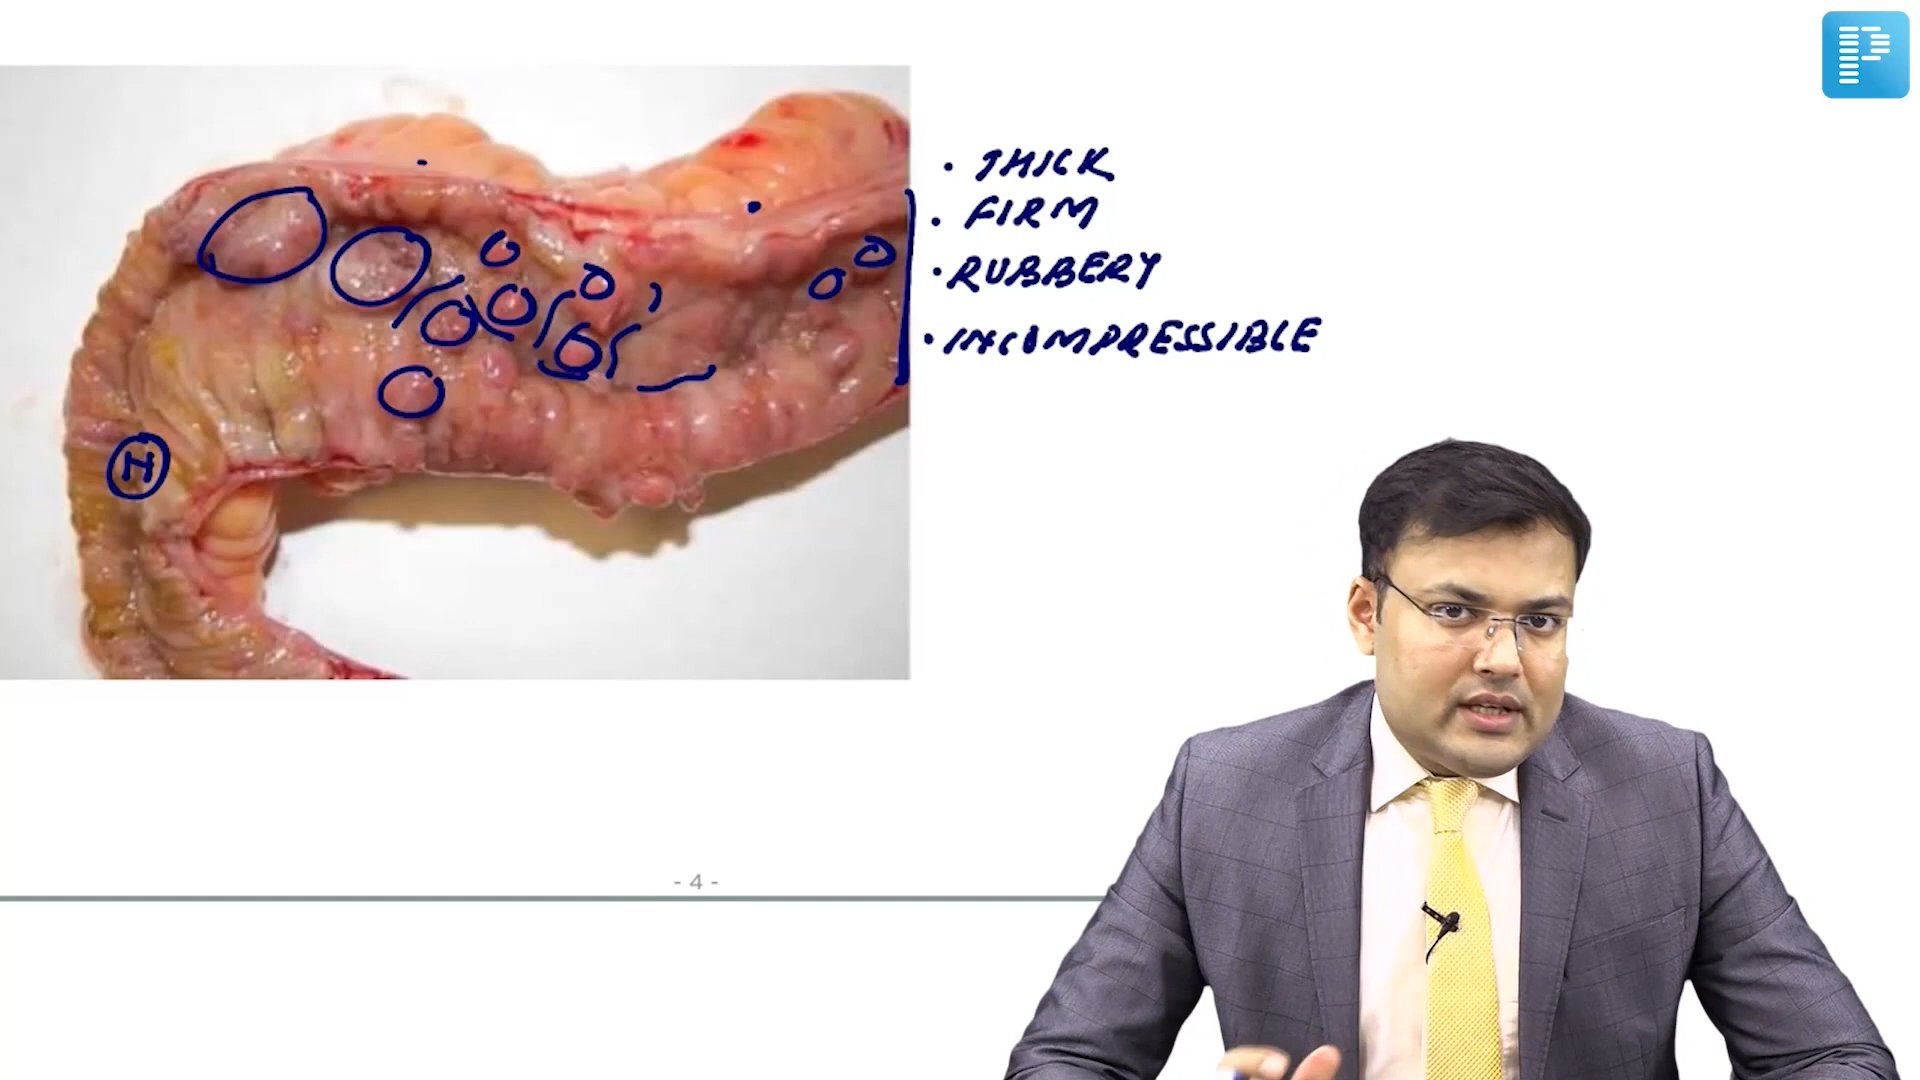 • THICK
• FIRM
• RUBBERY
• INCOMPRESSIBLE
N
- 4 -
P